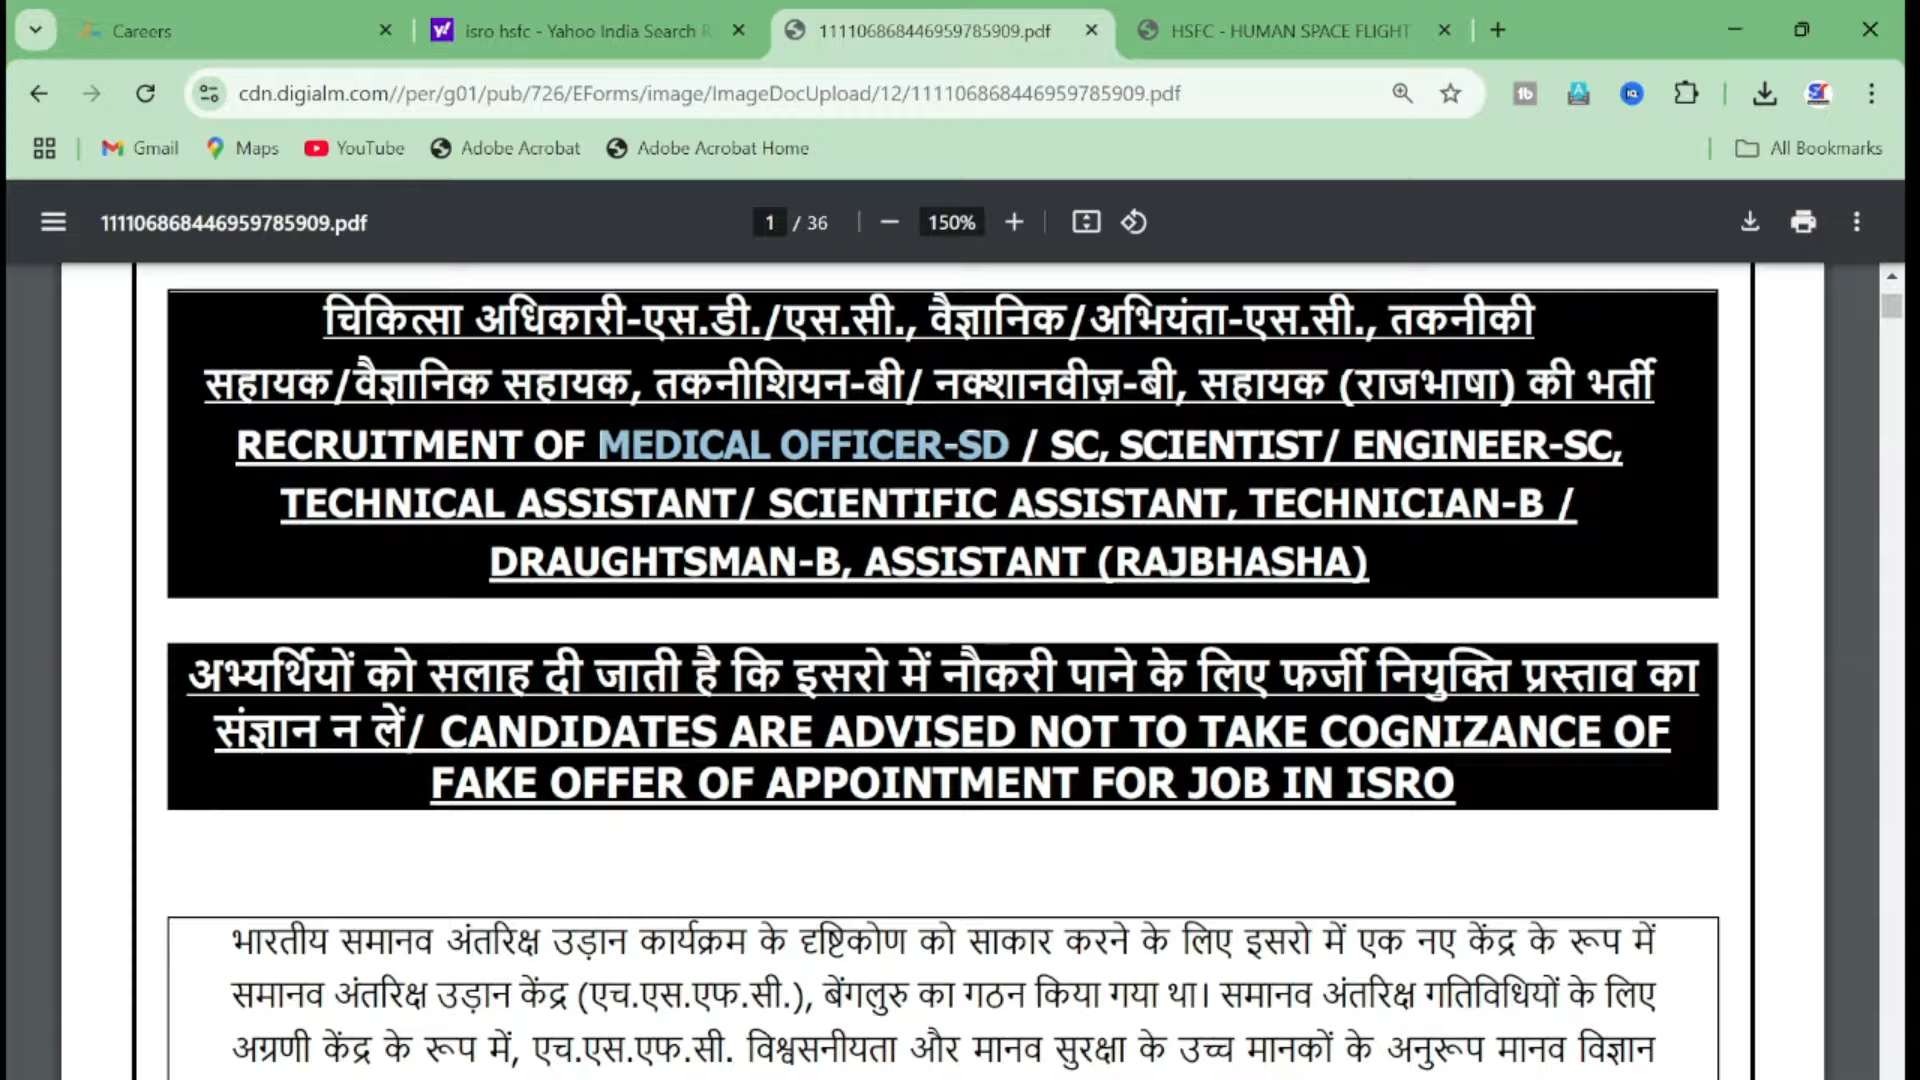 Careers
isro hsfc - Yahoo India Search R
111106868446959785909.pdf
HSFC - HUMAN SPACE FLIGHT
cdn.digialm.com//per/g01/pub/726/EForms/image/ImageDocUpload/12/111106868446959785909.pdf
Gmail
Maps
YouTube
Adobe Acrobat
Adobe Acrobat Home
All Bookmarks
111106868446959785909.pdf
1 / 36
150%
चिकित्सा अधिकारी-एस.डी./एस.सी., वैज्ञानिक/अभियंता-एस.सी., तकनीकी
सहायक/वैज्ञानिक सहायक, तकनीशियन-बी/ नक्शानवीज़-बी, सहायक (राजभाषा) की भर्ती
RECRUITMENT OF MEDICAL OFFICER-SD / SC, SCIENTIST/ ENGINEER-SC,
TECHNICAL ASSISTANT/ SCIENTIFIC ASSISTANT, TECHNICIAN-B /
DRAUGHTSMAN-B, ASSISTANT (RAJBHASHA)
अभ्यर्थियों को सलाह दी जाती है कि इसरो में नौकरी पाने के लिए फर्जी नियुक्ति प्रस्ताव का
संज्ञान न लें/ CANDIDATES ARE ADVISED NOT TO TAKE COGNIZANCE OF
FAKE OFFER OF APPOINTMENT FOR JOB IN ISRO
भारतीय समानव अंतरिक्ष उड़ान कार्यक्रम के दृष्टिकोण को साकार करने के लिए इसरो में एक नए केंद्र के रूप में
समानव अंतरिक्ष उड़ान केंद्र (एच.एस.एफ.सी.), बेंगलुरु का गठन किया गया था। समानव अंतरिक्ष गतिविधियों के लिए
अग्रणी केंद्र के रूप में, एच.एस.एफ.सी. विश्वसनीयता और मानव सुरक्षा के उच्च मानकों के अनुरूप मानव विज्ञान